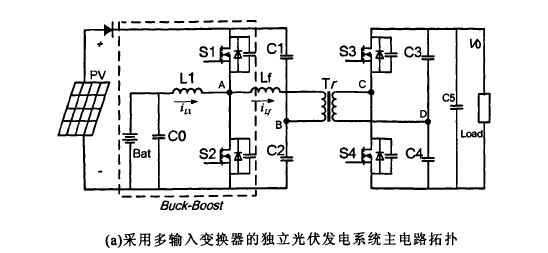 S1
C1
S3
C3
V0
+
PV
L1
A
Lf
Tr
C
iL1
iLf
C5
B
D
C0
Load
Bat
S2
C2
S4
C4
-
Buck-Boost
(a)采用多输入变换器的独立光伏发电系统主电路拓扑